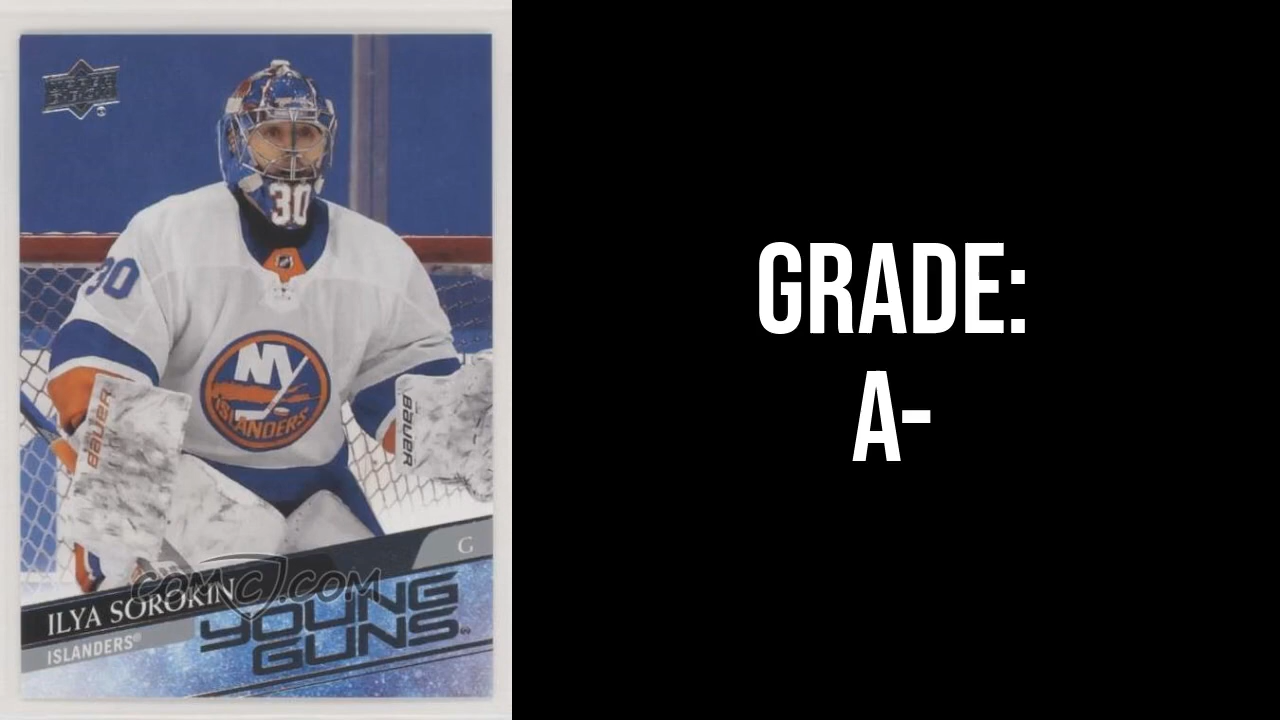 UPPER DECK
30
30
NY
ISLANDERS
BAUER
BAUER
G
COMC.COM
ILYA SOROKIN
ISLANDERS®
YOUNG
GUNS
GRADE:
A-